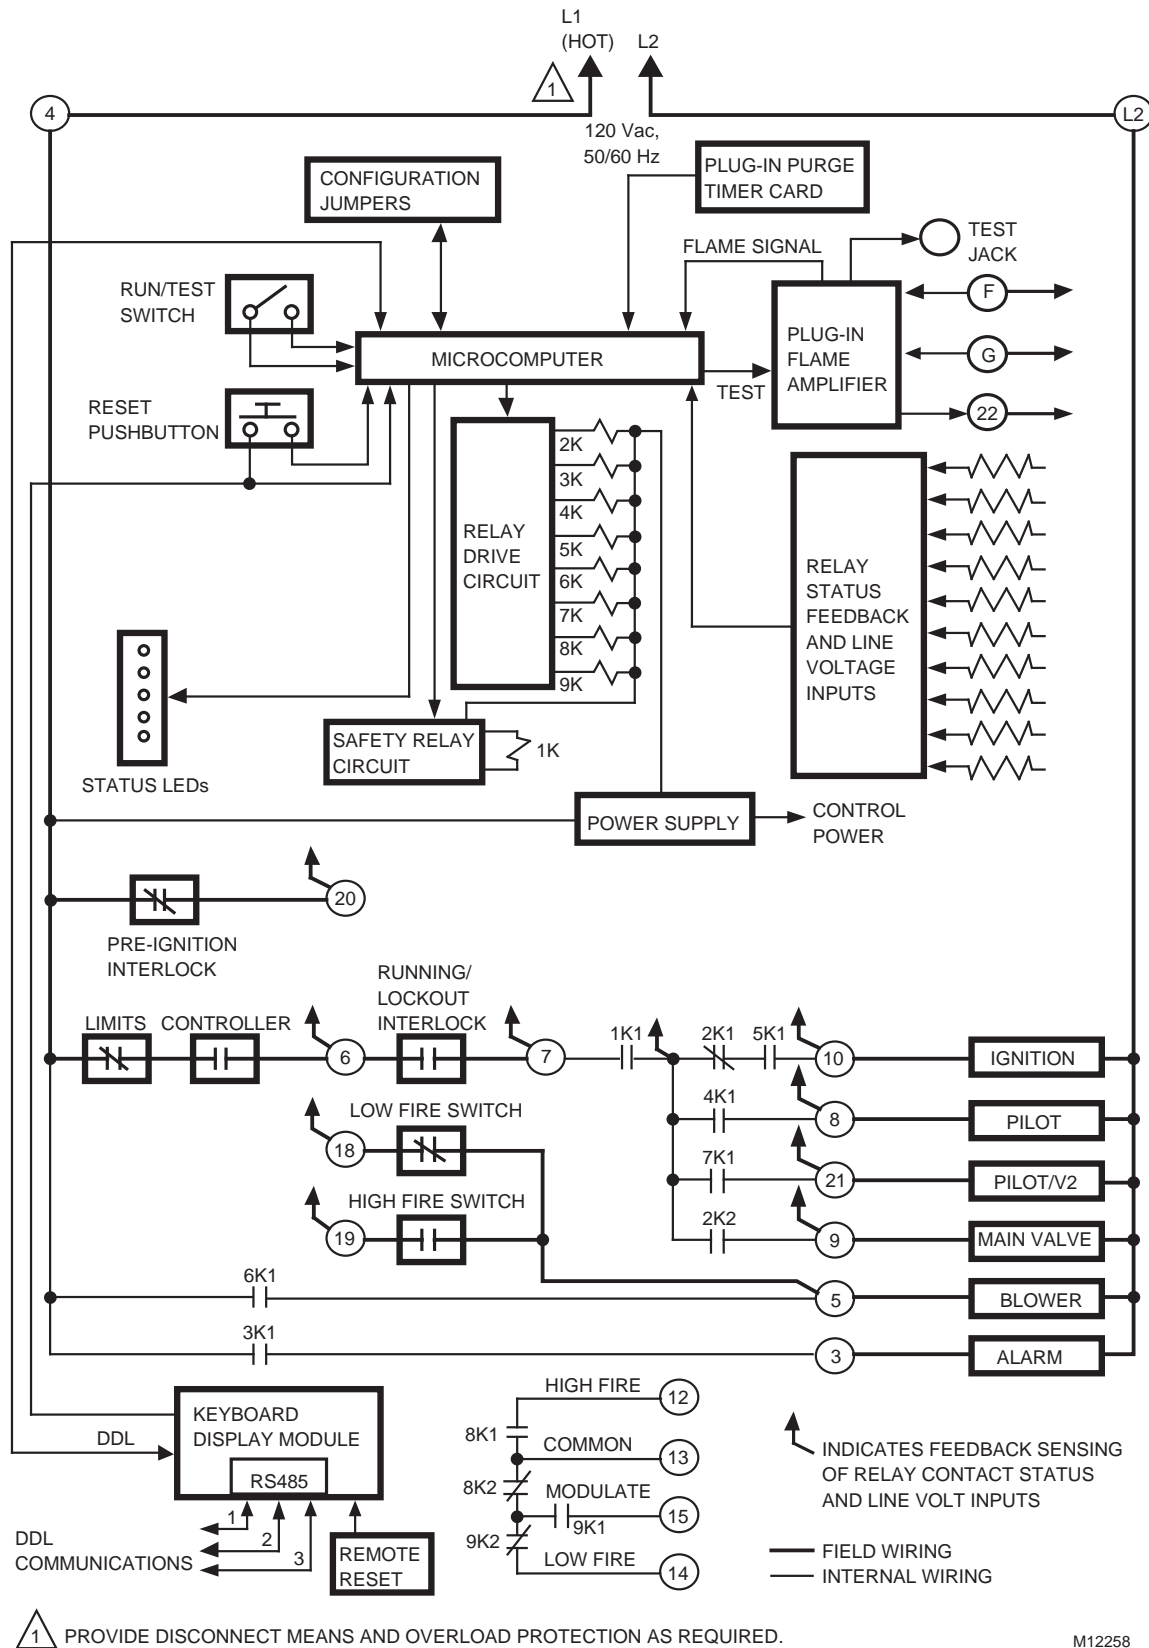 L1
(HOT)
L2
1
4
L2
120 Vac,
50/60 Hz
CONFIGURATION
JUMPERS
PLUG-IN PURGE
TIMER CARD
TEST
JACK
FLAME SIGNAL
RUN/TEST
SWITCH
F
PLUG-IN
FLAME
AMPLIFIER
MICROCOMPUTER
G
TEST
RESET
PUSHBUTTON
22
2K
3K
4K
5K
6K
7K
8K
9K
RELAY
DRIVE
CIRCUIT
RELAY
STATUS
FEEDBACK
AND LINE
VOLTAGE
INPUTS
SAFETY RELAY
CIRCUIT
1K
STATUS LEDs
POWER SUPPLY
CONTROL
POWER
20
PRE-IGNITION
INTERLOCK
RUNNING/
LOCKOUT
INTERLOCK
LIMITS
CONTROLLER
6
7
1K1
2K1
5K1
10
IGNITION
LOW FIRE SWITCH
18
4K1
8
PILOT
7K1
21
PILOT/V2
HIGH FIRE SWITCH
19
2K2
9
MAIN VALVE
6K1
5
BLOWER
3K1
3
ALARM
KEYBOARD
DISPLAY MODULE
RS485
DDL
1
2
3
DDL
COMMUNICATIONS
REMOTE
RESET
HIGH FIRE
12
8K1
COMMON
13
8K2
MODULATE
15
9K1
9K2
LOW FIRE
14
INDICATES FEEDBACK SENSING
OF RELAY CONTACT STATUS
AND LINE VOLT INPUTS
FIELD WIRING
INTERNAL WIRING
1 PROVIDE DISCONNECT MEANS AND OVERLOAD PROTECTION AS REQUIRED.
M12258